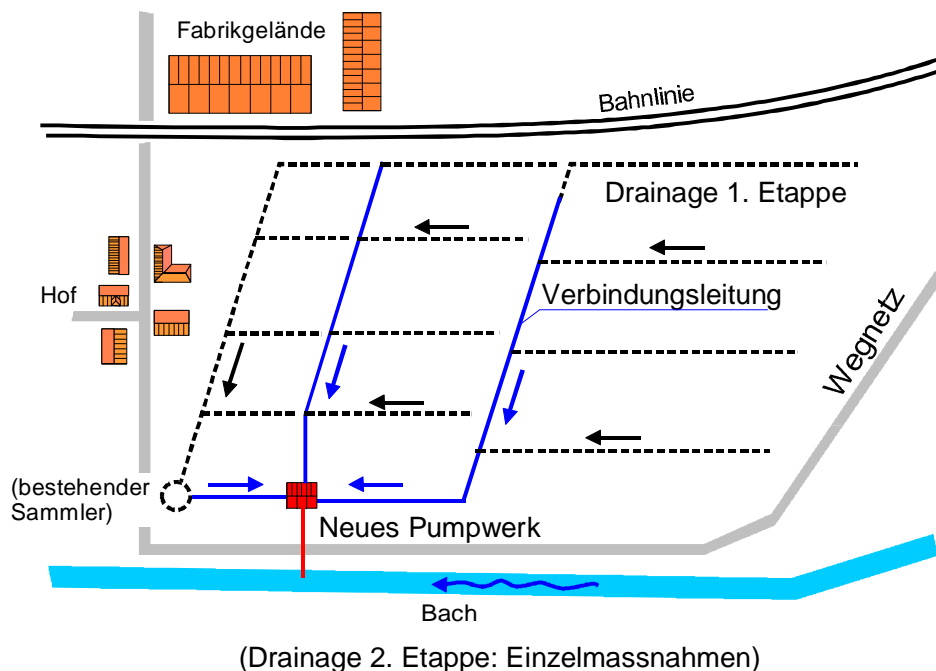 Fabrikgelände
Bahnlinie
Drainage 1. Etappe
Hof
Verbindungsleitung
Wegnetz
(bestehender
Sammler)
Neues Pumpwerk
Bach
(Drainage 2. Etappe: Einzelmassnahmen)